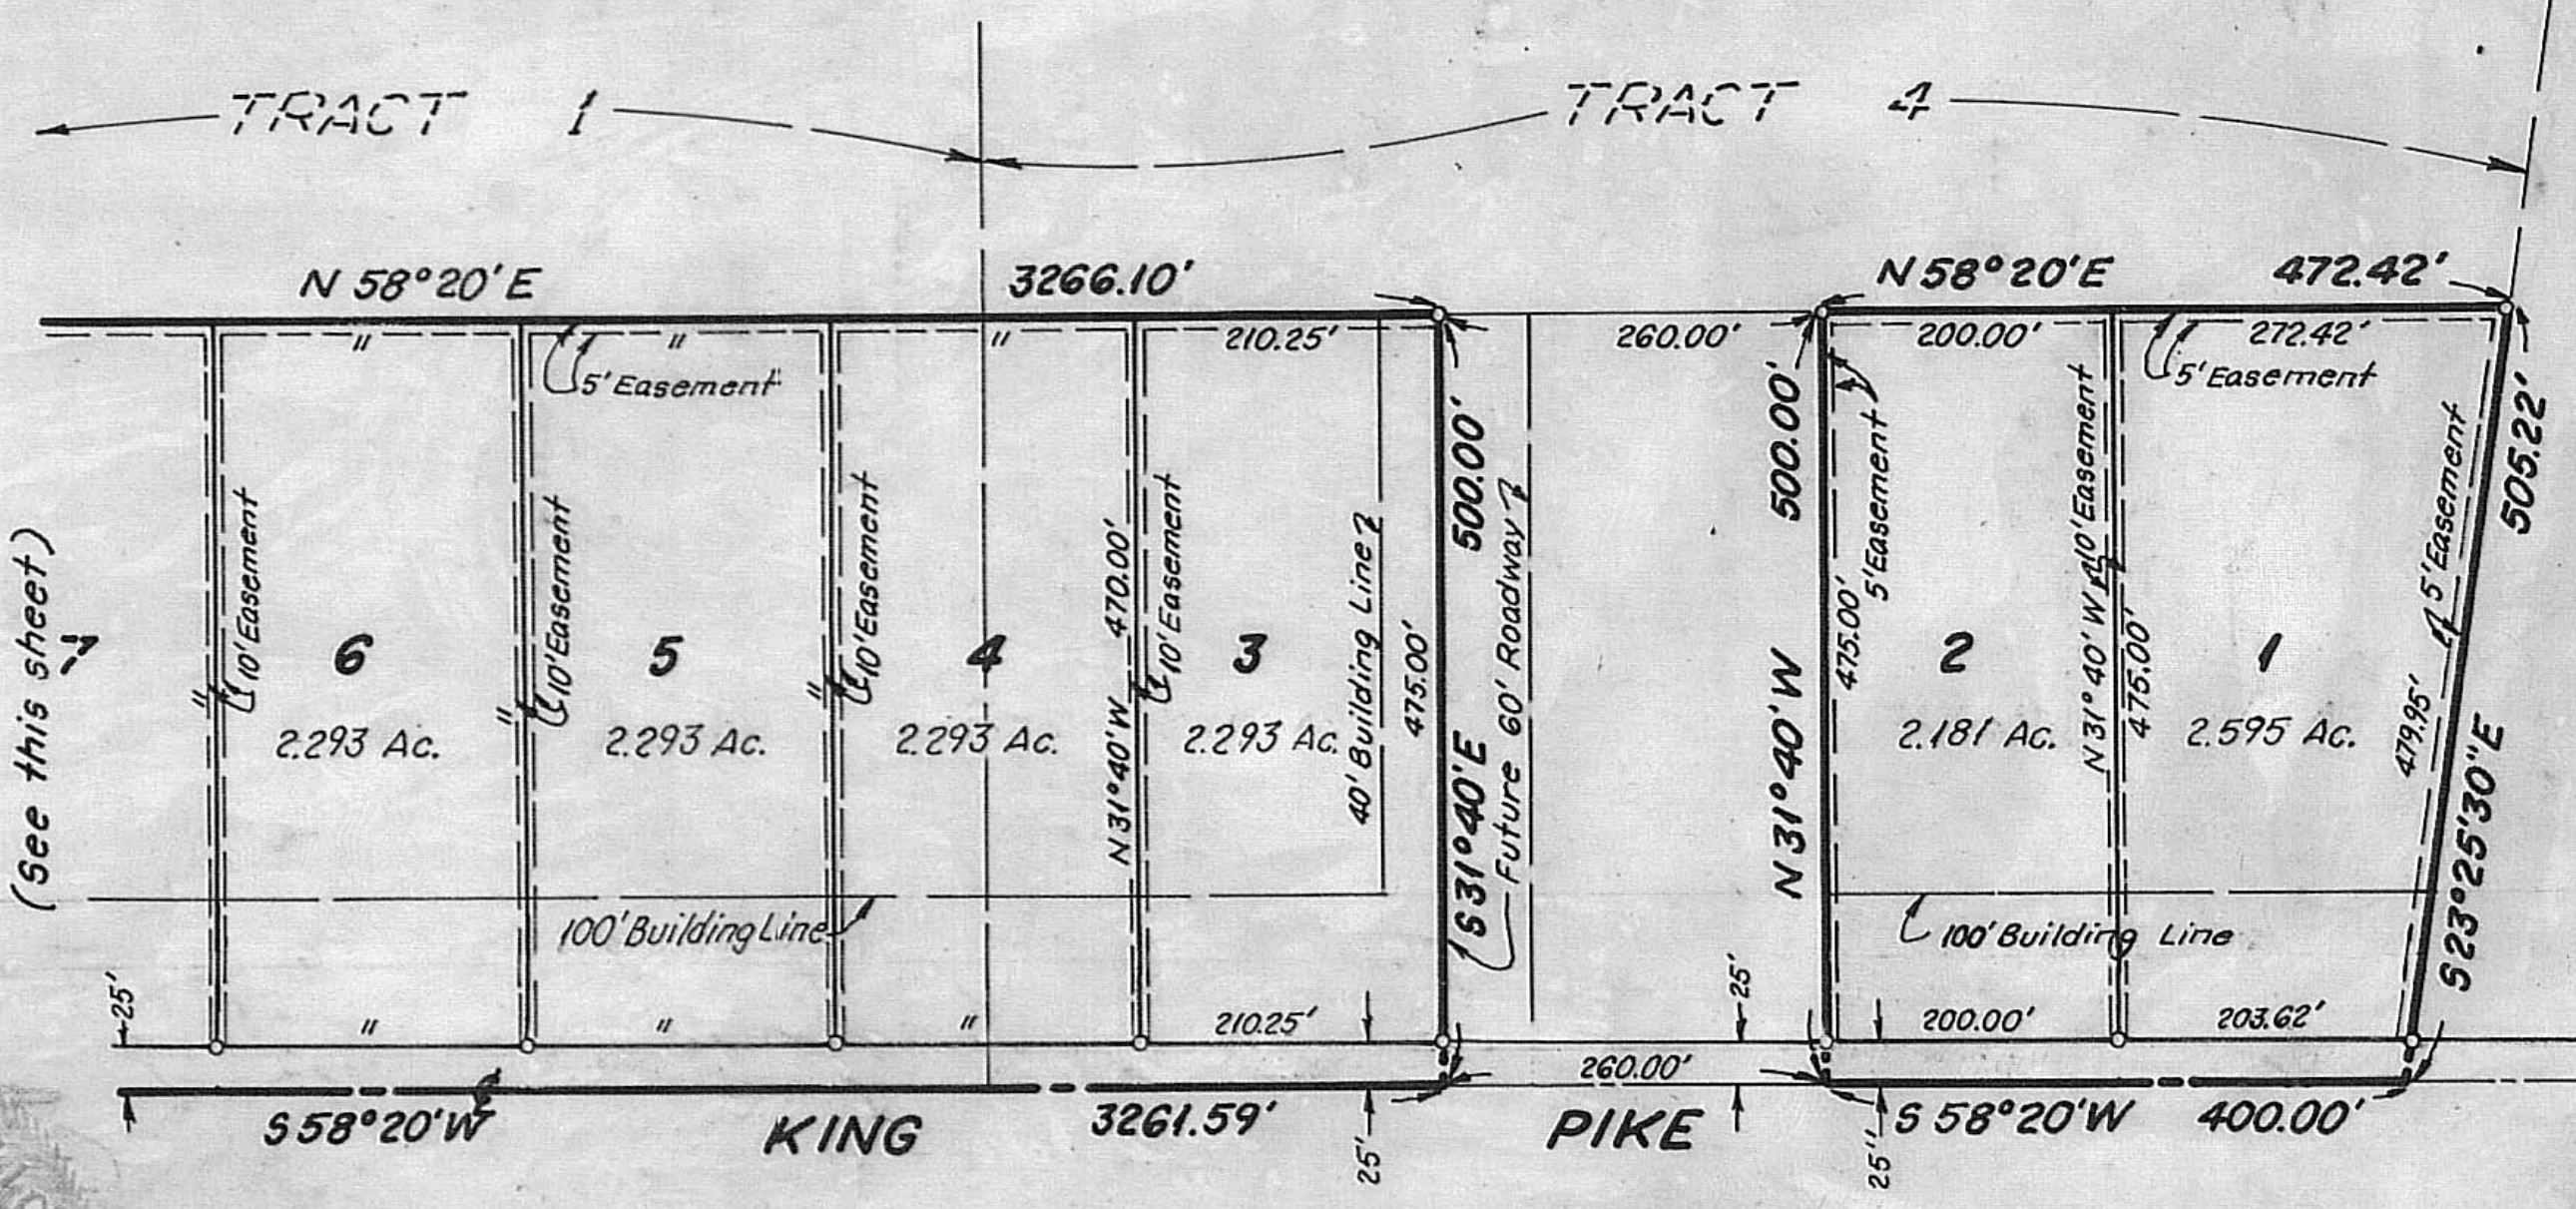 TRACT 1
TRACT 4
N 58°20' E
3266.10'
N 58°20' E
472.42'
"
"
"
210.25'
260.00'
200.00'
272.42'
5' Easement
5' Easement
(See this sheet)
7
"
10' Easement
6
2.293 Ac.
"
10' Easement
5
2.293 Ac.
"
10' Easement
4
2.293 Ac.
N 31°40' W 470.00'
10' Easement
3
2.293 Ac.
40' Building Line
475.00'
S 31°40' E 500.00'
Future 60' Roadway
N 31°40' W 500.00'
475.00'
5' Easement
2
2.181 Ac.
N 31°40' W 10' Easement
475.00'
1
2.595 Ac.
479.95'
5' Easement
S 23°25'30" E 505.22'
100' Building Line
100' Building Line
25'
"
"
"
210.25'
25'
200.00'
203.62'
260.00'
S 58°20' W
KING
3261.59'
25'
PIKE
25''
S 58°20' W
400.00'